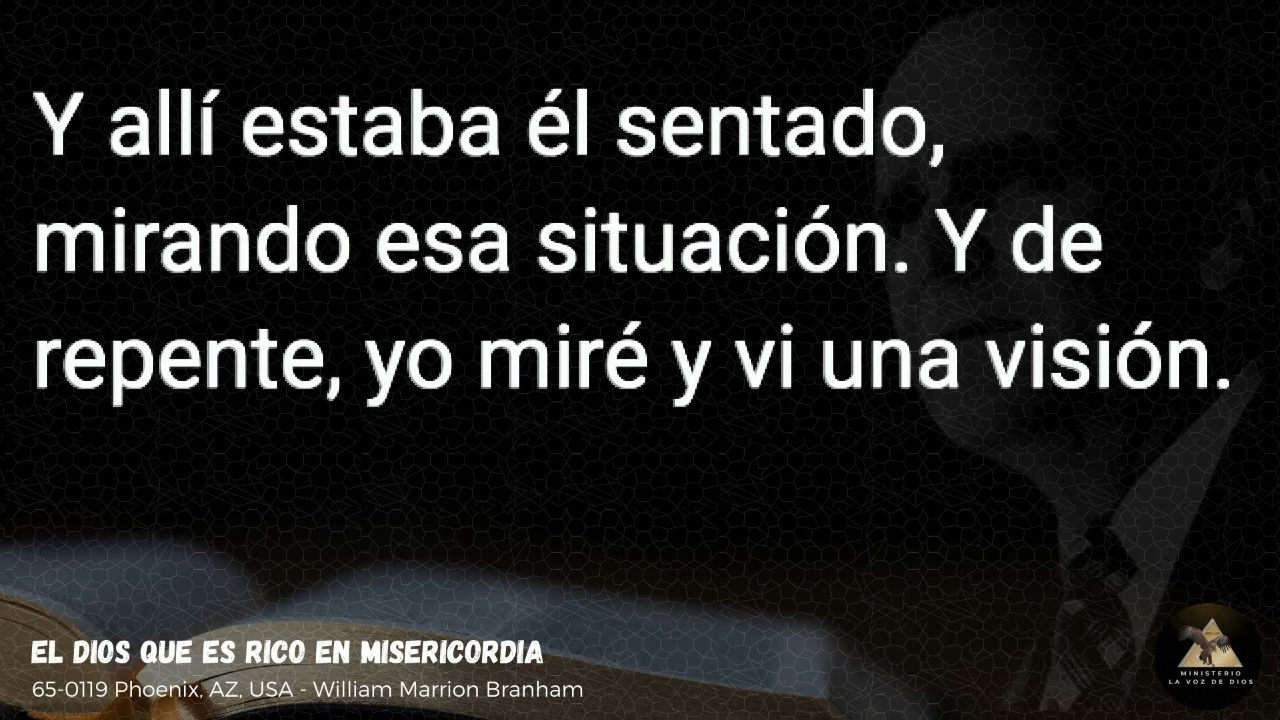 Y allí estaba él sentado,
mirando esa situación. Y de
repente, yo miré y vi una visión.
EL DIOS QUE ES RICO EN MISERICORDIA
65-0119 Phoenix, AZ, USA - William Marrion Branham
MINISTERIO
LA VOZ DE DIOS